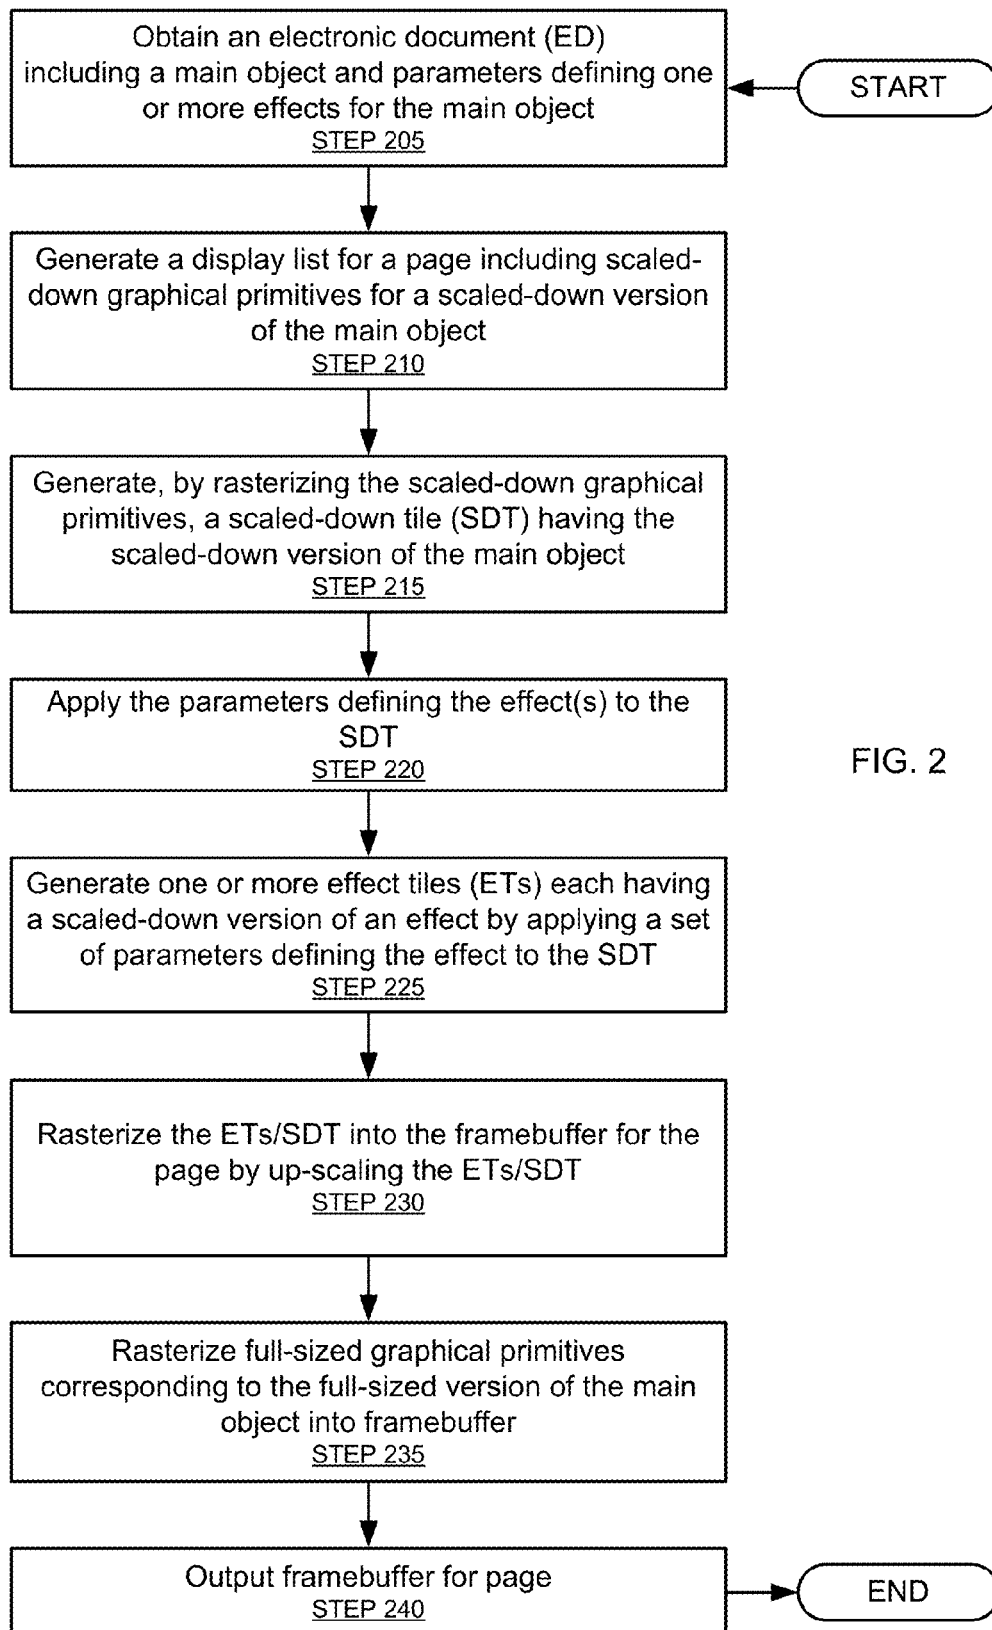 START
Obtain an electronic document (ED)
including a main object and parameters defining one
or more effects for the main object
STEP 205
Generate a display list for a page including scaled-
down graphical primitives for a scaled-down version
of the main object
STEP 210
Generate, by rasterizing the scaled-down graphical
primitives, a scaled-down tile (SDT) having the
scaled-down version of the main object
STEP 215
Apply the parameters defining the effect(s) to the
SDT
STEP 220
FIG. 2
Generate one or more effect tiles (ETs) each having
a scaled-down version of an effect by applying a set
of parameters defining the effect to the SDT
STEP 225
Rasterize the ETs/SDT into the framebuffer for the
page by up-scaling the ETs/SDT
STEP 230
Rasterize full-sized graphical primitives
corresponding to the full-sized version of the main
object into framebuffer
STEP 235
Output framebuffer for page
STEP 240
END